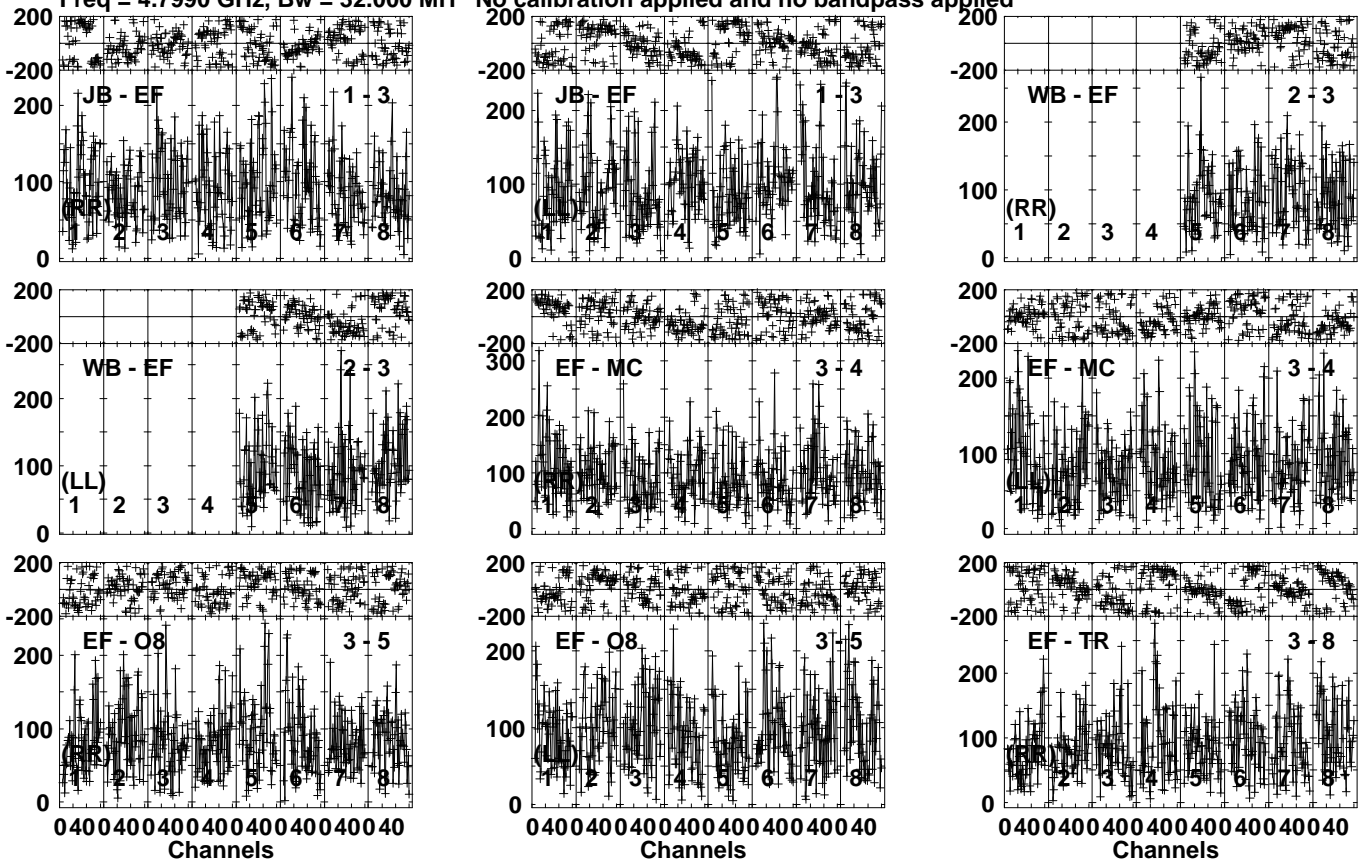 Freq = 4.7990 GHz, Bw = 32.000 MH No calibration applied and no bandpass applied
200 200 200
-200 -200 -200
JB - EF 1 - 3 JB - EF 1 - 3 WB - EF 2 - 3
200 200 200
100 100 100
(RR) (LL) (RR)
1 2 3 4 5 6 7 8 1 2 3 4 5 6 7 8 1 2 3 4 5 6 7 8
0 0 0
200 200 200
-200 -200 -200
300
WB - EF 2 - 3 EF - MC 3 - 4 EF - MC 3 - 4
200 200 200
100 100 100
(LL) (RR) (LL)
1 2 3 4 5 6 7 8 1 2 3 4 5 6 7 8 1 2 3 4 5 6 7 8
0 0 0
200 200 200
-200 -200 -200
EF - O8 3 - 5 EF - O8 3 - 5 EF - TR 3 - 8
200 200 200
100 100 100
(RR) (LL) (RR)
1 2 3 4 5 6 7 8 1 2 3 4 5 6 7 8 1 2 3 4 5 6 7 8
0 0 0
0 40 0 40 0 40 0 40 0 40 0 40 0 40 0 40 0 40 0 40 0 40 0 40 0 40 0 40 0 40 0 40 0 40 0 40 0 40 0 40 0 40 0 40 0 40 0 40
Channels Channels Channels